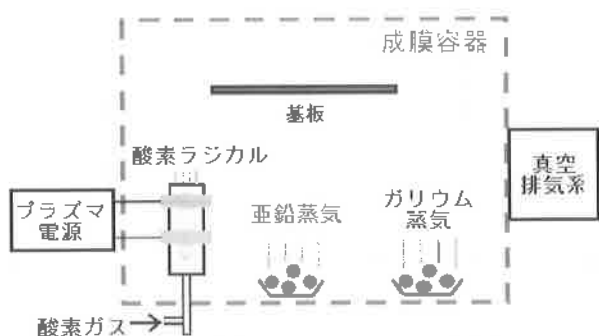 成膜容器
基板
酸素ラジカル
プラズマ
電源
亜鉛蒸気
ガリウム
蒸気
真空
排気系
酸素ガス